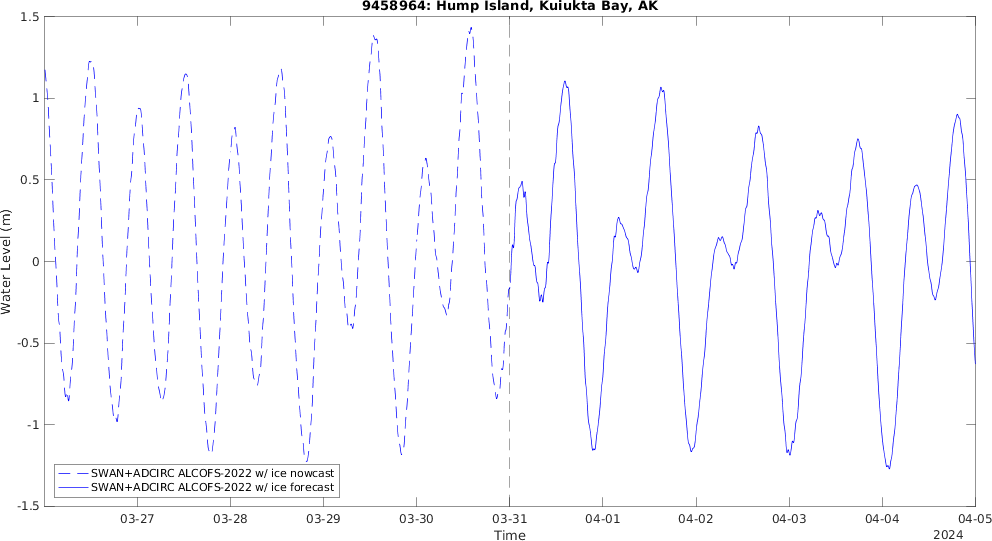 9458964: Hump Island, Kuiukta Bay, AK
1.5
1
0.5
0
-0.5
-1
-1.5
Water Level (m)
SWAN+ADCIRC ALCOFS-2022 w/ ice nowcast
SWAN+ADCIRC ALCOFS-2022 w/ ice forecast
03-27 03-28 03-29 03-30 03-31 04-01 04-02 04-03 04-04 04-05
Time
2024